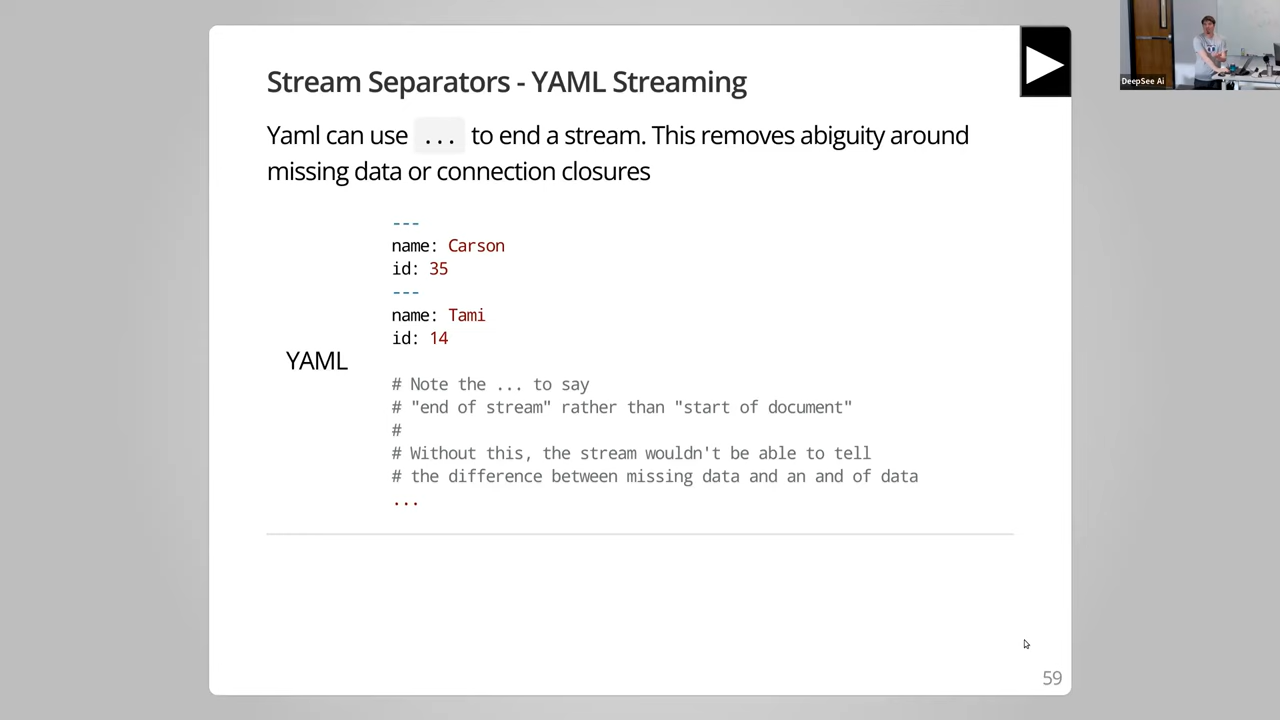 Stream Separators - YAML Streaming
Yaml can use ... to end a stream. This removes abiguity around
missing data or connection closures
---
name: Carson
id: 35
---
name: Tami
id: 14
YAML
# Note the ... to say
# "end of stream" rather than "start of document"
#
# Without this, the stream wouldn't be able to tell
# the difference between missing data and an and of data
...
59
DeepSee Ai